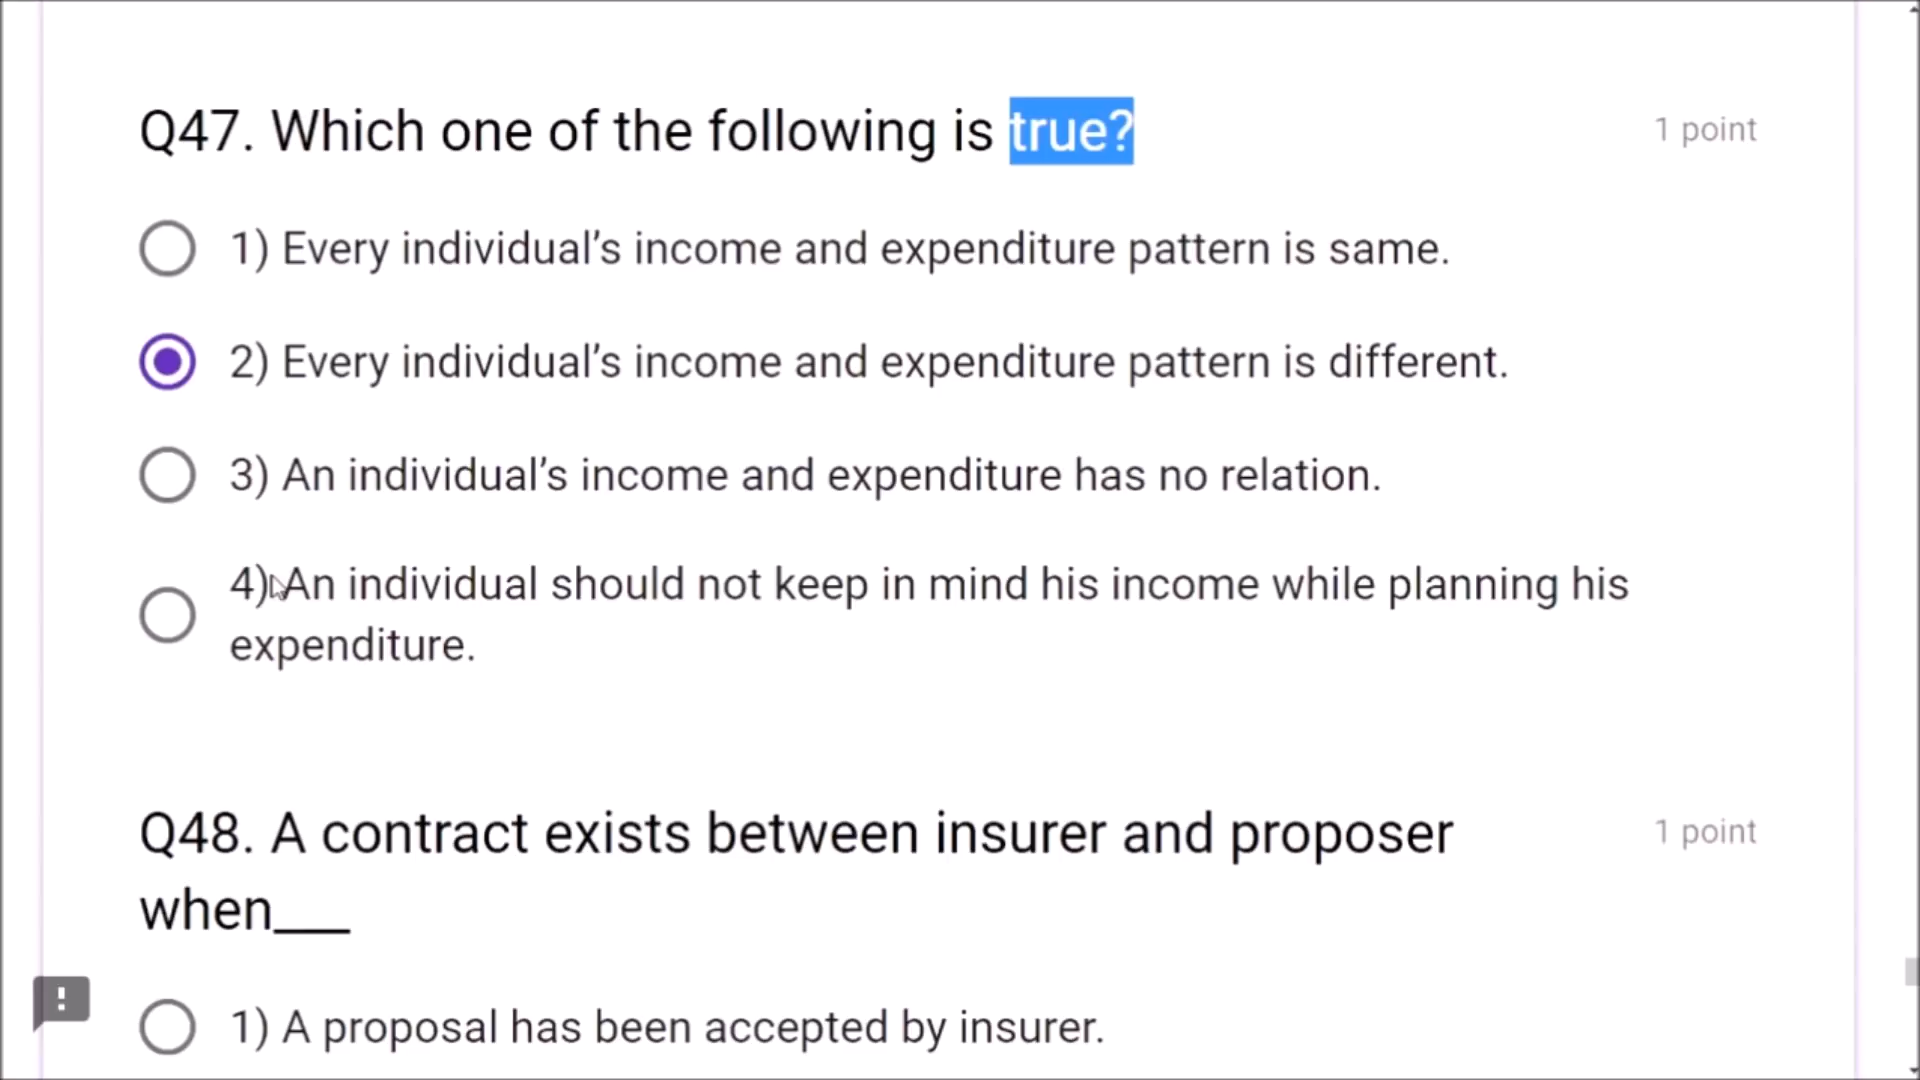 Q47. Which one of the following is true?
1 point
1) Every individual’s income and expenditure pattern is same.
2) Every individual’s income and expenditure pattern is different.
3) An individual’s income and expenditure has no relation.
4) An individual should not keep in mind his income while planning his
expenditure.
Q48. A contract exists between insurer and proposer
1 point
when___
1) A proposal has been accepted by insurer.